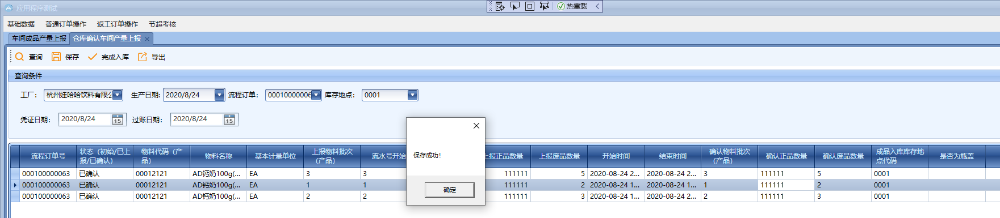 应用程序测试
热重载
基础数据 普通订单操作 返工订单操作 节超考核
车间成品产量上报 仓库确认车间产量上报
查询 保存 完成入库 导出
查询条件
工厂: 杭州娃哈哈饮料有限公 生产日期: 2020/8/24 流程订单: 00010000006 库存地点: 0001
凭证日期: 2020/8/24 15 过账日期: 2020/8/24 15
保存成功!
确定
流程订单号 状态(初始/已上报/已确认) 物料代码(产品) 物料名称 基本计量单位 上报物料批次(产品) 流水号开始 上报正品数量 上报废品数量 开始时间 结束时间 确认物料批次(产品) 确认正品数量 确认废品数量 成品入库库存地点代码 是否为瓶盖
000100000063 已确认 00012121 AD钙奶100g(... EA 3 3 111111 5 2020-08-24 2... 2020-08-24 2... 3 111111 5 0001
000100000063 已确认 00012121 AD钙奶100g(... EA 1 1 111111 2 2020-08-24 1... 2020-08-24 1... 1 111111 2 0001
000100000063 已确认 00012121 AD钙奶100g(... EA 2 2 111111 3 2020-08-24 1... 2020-08-24 2... 2 111111 3 0001